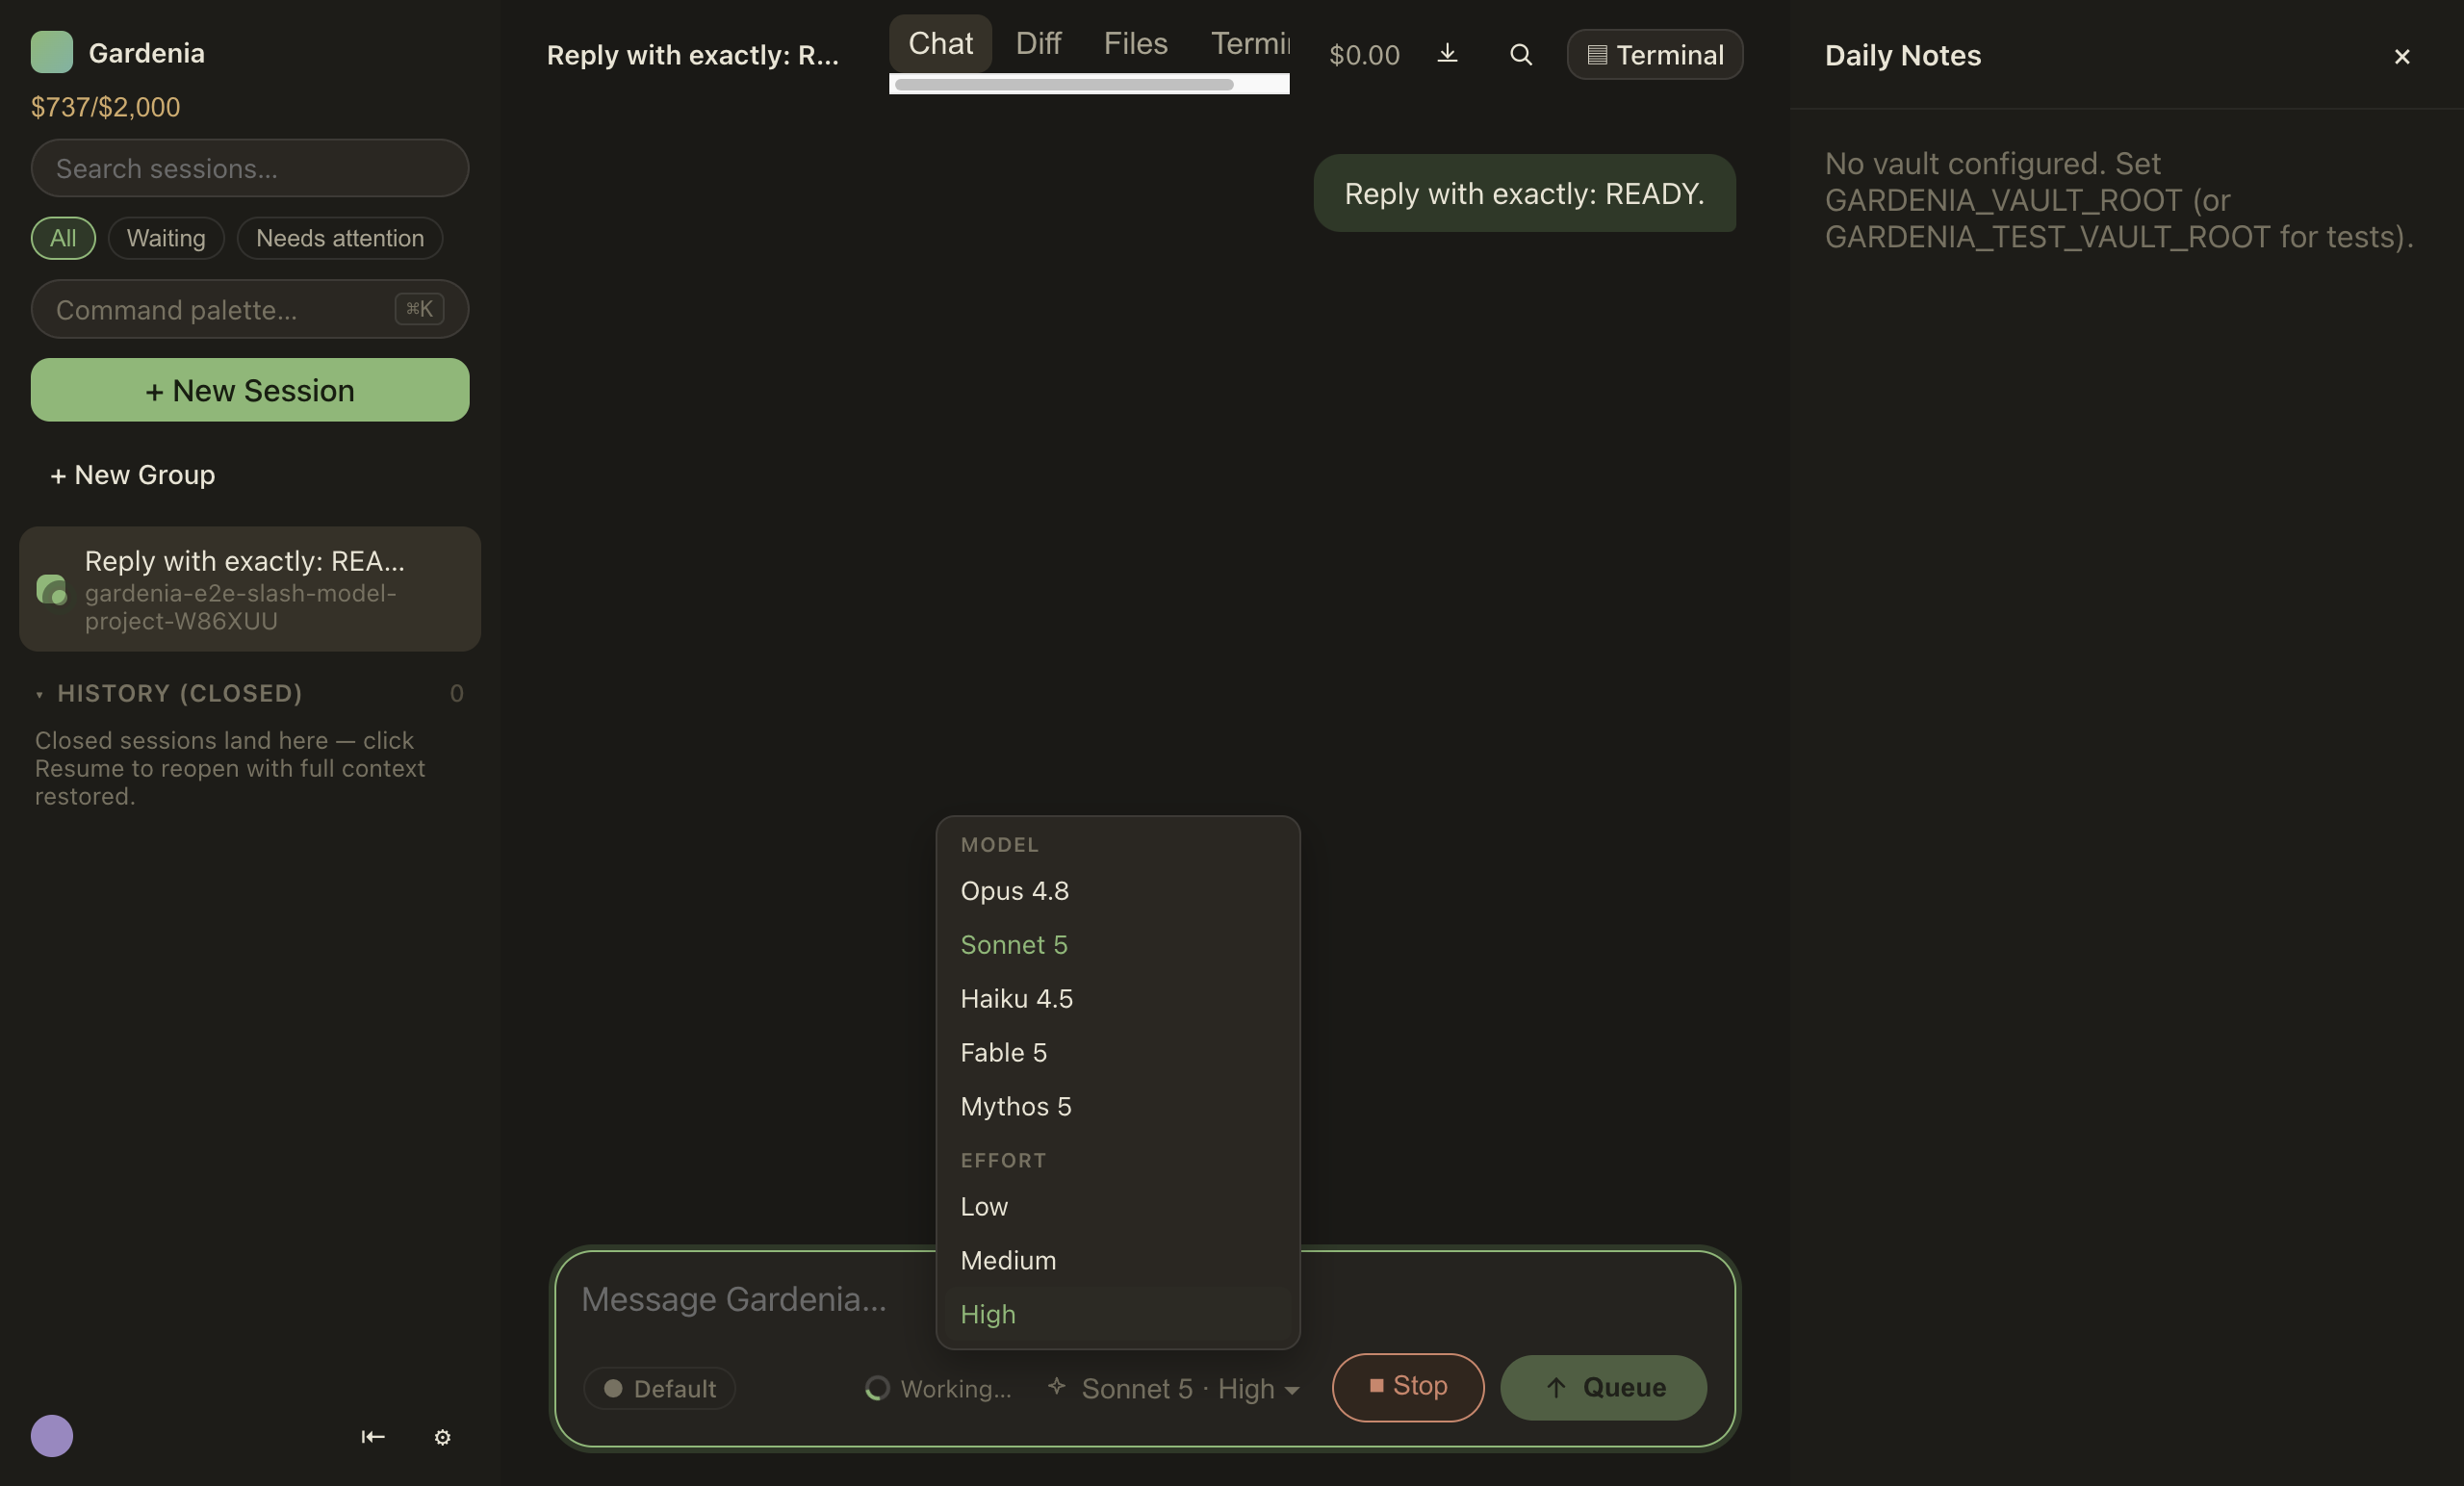 Gardenia
$737/$2,000
Search sessions...
All
Waiting
Needs attention
Command palette...
⌘K
+ New Session
+ New Group
Reply with exactly: REA...
gardenia-e2e-slash-model-
project-W86XUU
▾ HISTORY (CLOSED) 0
Closed sessions land here — click
Resume to reopen with full context
restored.
Reply with exactly: R...
Chat
Diff
Files
Termin
$0.00
Terminal
Reply with exactly: READY.
MODEL
Opus 4.8
Sonnet 5
Haiku 4.5
Fable 5
Mythos 5
EFFORT
Low
Medium
High
Message Gardenia...
Default
Working...
Sonnet 5 · High
Stop
Queue
Daily Notes
No vault configured. Set
GARDENIA_VAULT_ROOT (or
GARDENIA_TEST_VAULT_ROOT for tests).